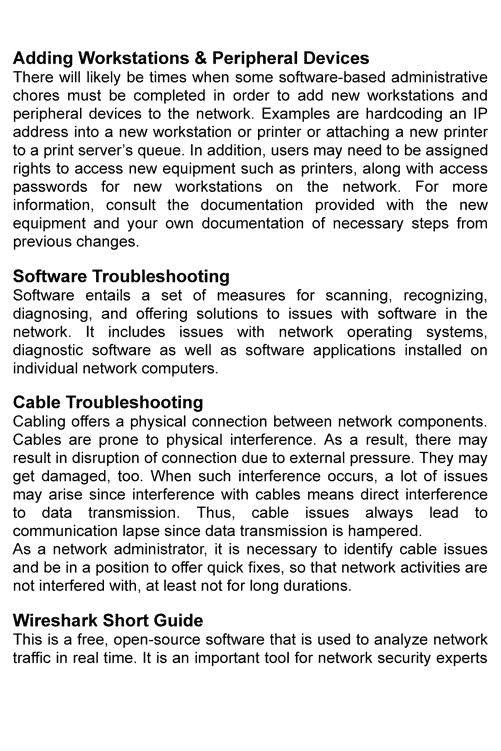 Adding Workstations & Peripheral Devices
There will likely be times when some software-based administrative
chores must be completed in order to add new workstations and
peripheral devices to the network. Examples are hardcoding an IP
address into a new workstation or printer or attaching a new printer
to a print server's queue. In addition, users may need to be assigned
rights to access new equipment such as printers, along with access
passwords for new workstations on the network. For more
information, consult the documentation provided with the new
equipment and your own documentation of necessary steps from
previous changes.
Software Troubleshooting
Software entails a set of measures for scanning, recognizing,
diagnosing, and offering solutions to issues with software in the
network. It includes issues with network operating systems,
diagnostic software as well as software applications installed on
individual network computers.
Cable Troubleshooting
Cabling offers a physical connection between network components.
Cables are prone to physical interference. As a result, there may
result in disruption of connection due to external pressure. They may
get damaged, too. When such interference occurs, a lot of issues
may arise since interference with cables means direct interference
to data transmission. Thus, cable issues always lead to
communication lapse since data transmission is hampered.
As a network administrator, it is necessary to identify cable issues
and be in a position to offer quick fixes, so that network activities are
not interfered with, at least not for long durations.
Wireshark Short Guide
This is a free, open-source software that is used to analyze network
traffic in real time. It is an important tool for network security experts